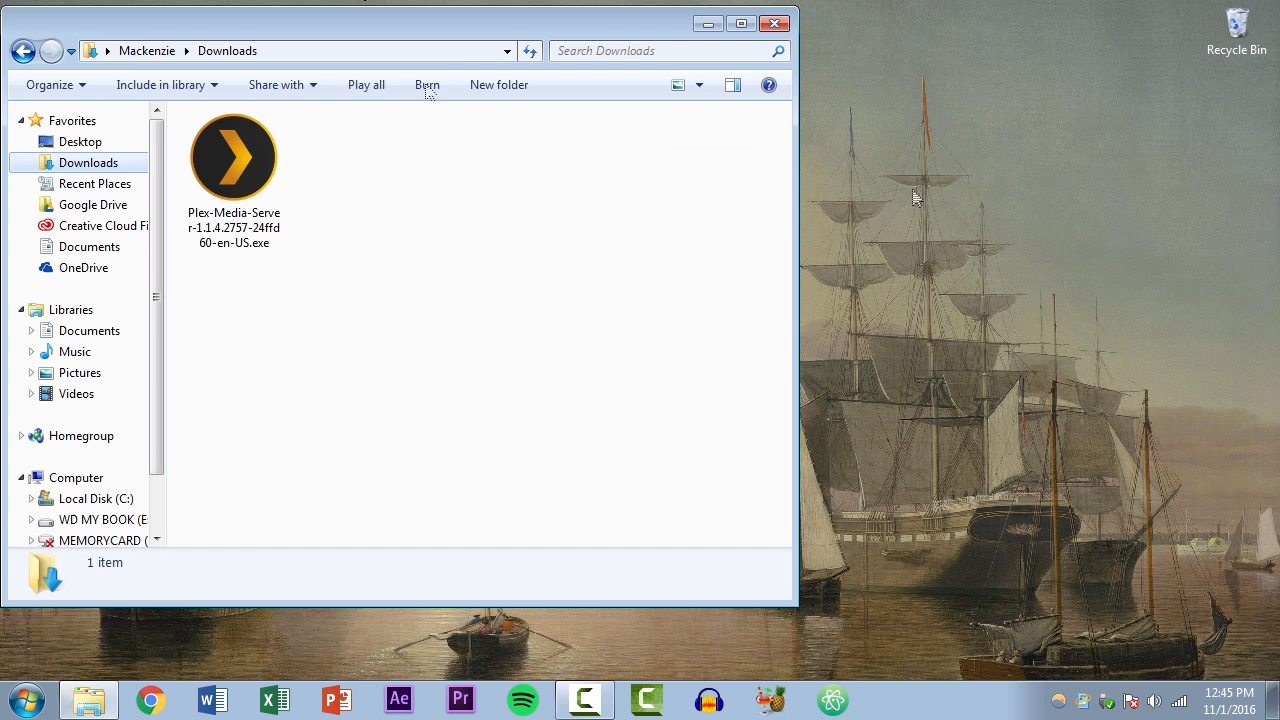 Recycle Bin
Mackenzie Downloads
Search Downloads
Organize Include in library Share with Play all Burn New folder
Favorites
Desktop
Downloads
Recent Places
Google Drive
Creative Cloud Fi
Documents
OneDrive
Libraries
Documents
Music
Pictures
Videos
Homegroup
Computer
Local Disk (C:)
WD MY BOOK (E
MEMORYCARD (
Plex-Media-Serve
r-1.1.4.2757-24ffd
60-en-US.exe
1 item
W
X
P
Ae
Pr
C
C
12:45 PM
11/1/2016